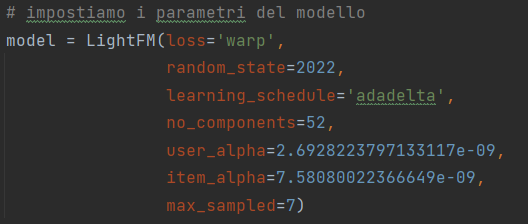 # impostiamo i parametri del modello
model = LightFM(loss='warp',
random_state=2022,
learning_schedule='adadelta',
no_components=52,
user_alpha=2.6928223797133117e-09,
item_alpha=7.58080022366649e-09,
max_sampled=7)